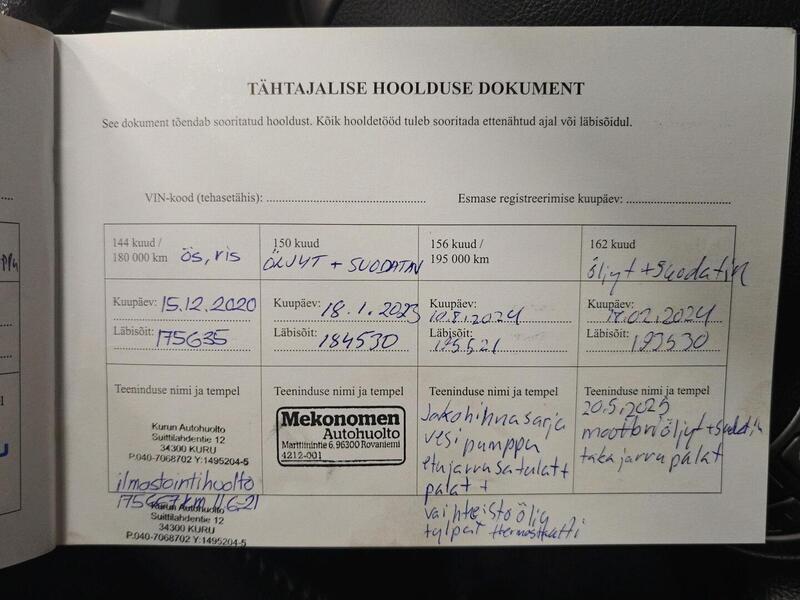 TÄHTAJALISE HOOLDUSE DOKUMENT
See dokument tõendab sooritatud hooldust. Kõik hooldetööd tuleb sooritada ettenähtud ajal või läbisõidul.
VIN-kood (tehasetähis):
Esmase registreerimise kuupäev:
144 kuud /
180 000 km
ös, ris
Kuupäev: 15.12.2020
Läbisõit: 175635
Teeninduse nimi ja tempel
Kurun Autohuolto
Suittilahdentie 12
34300 KURU
P.040-7068702 Y:1495204-5
ilmastointihuolto
Kurun Autohuolto
Suittilahdentie 12
34300 KURU
P.040-7068702 Y:1495204-5
150 kuud
ÖLJYT + SUODATIN
Kuupäev: 18.1.2023
Läbisõit: 184530
Teeninduse nimi ja tempel
Mekonomen
Autohuolto
Marttiinintie 6, 96300 Rovaniemi
4212-001
156 kuud /
195 000 km
Kuupäev:
Läbisõit:
Teeninduse nimi ja tempel
Jakohihnasarja
vesipumppu
etujarrusatulat+
palat +
vaihteistoöljy
termostaatti
162 kuud
öljyt + suodatin
Kuupäev:
Läbisõit:
Teeninduse nimi ja tempel
20.5.2025
moottoriöljyt + suodatin
takajarrupalat